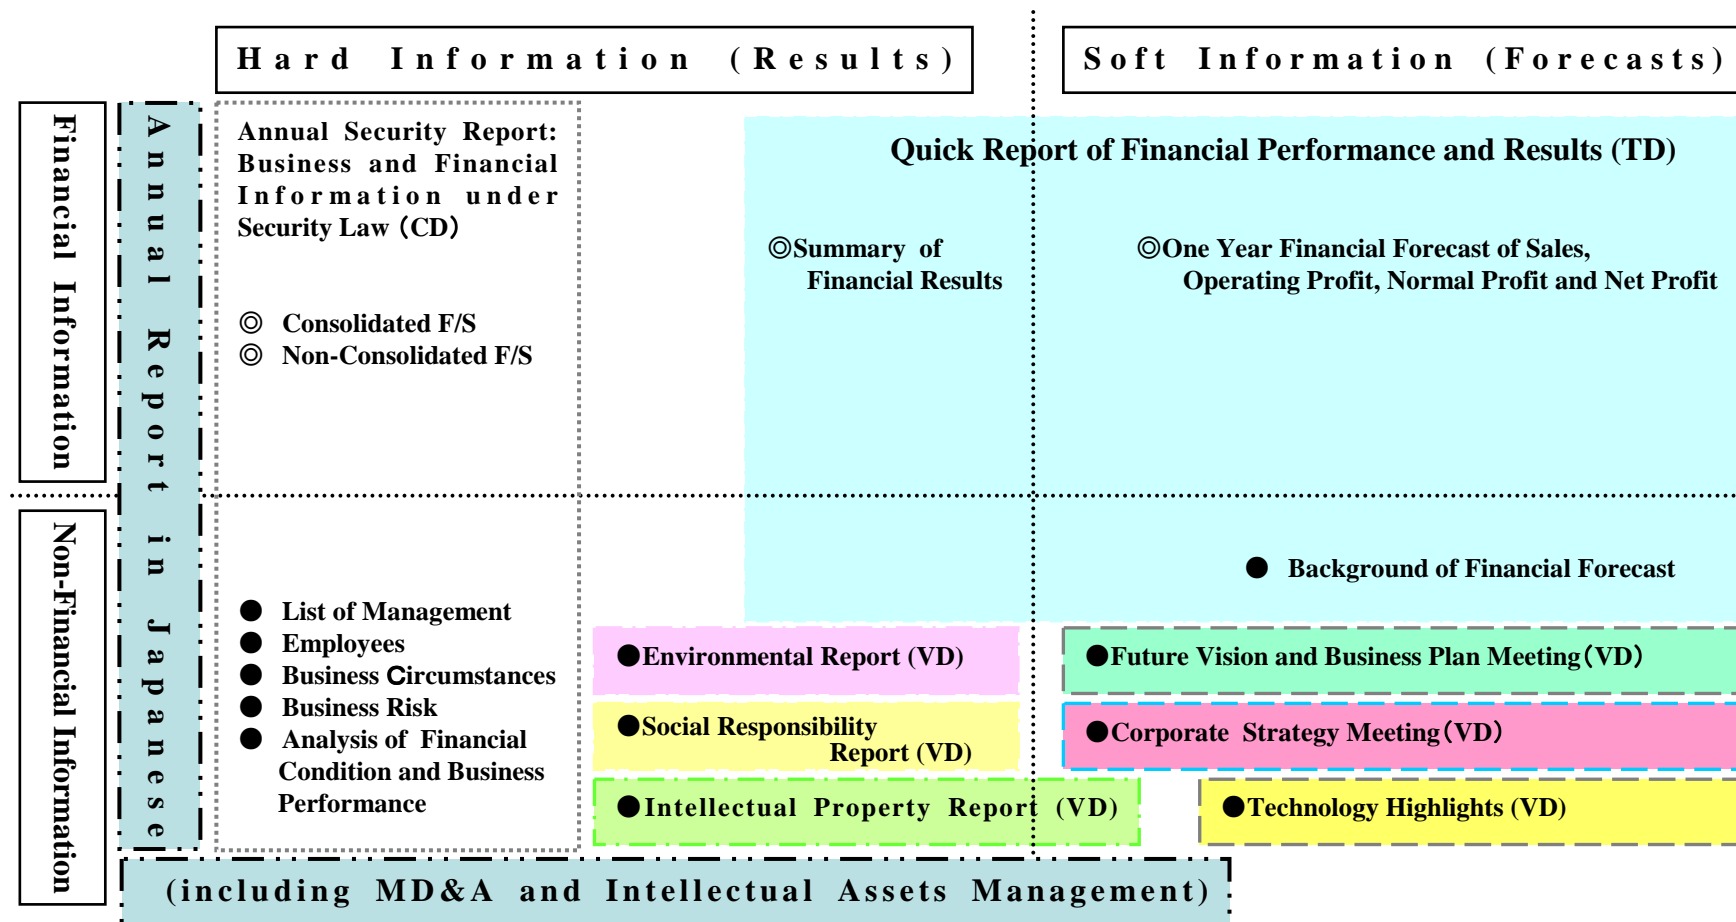 Hard Information (Results)
Soft Information (Forecasts)
Financial Information
Annual Report in Japanese
Annual Security Report:
Business and Financial
Information under
Security Law（CD）
◎ Consolidated F/S
◎ Non-Consolidated F/S
Quick Report of Financial Performance and Results (TD)
◎Summary of
Financial Results
◎One Year Financial Forecast of Sales,
Operating Profit, Normal Profit and Net Profit
Non-Financial Information
● List of Management
● Employees
● Business Circumstances
● Business Risk
● Analysis of Financial
Condition and Business
Performance
● Background of Financial Forecast
●Environmental Report (VD)
●Social Responsibility
Report (VD)
●Intellectual Property Report (VD)
●Future Vision and Business Plan Meeting（VD）
●Corporate Strategy Meeting（VD）
●Technology Highlights (VD)
(including MD&A and Intellectual Assets Management)